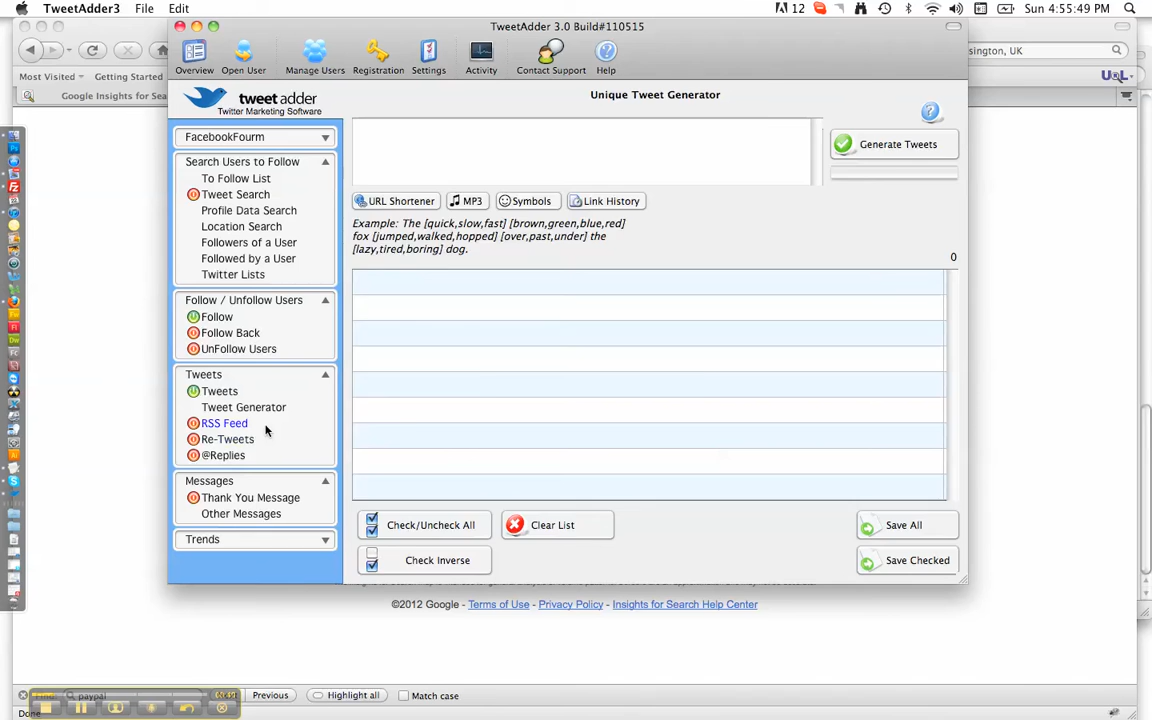 TweetAdder3 File Edit 12 Sun 4:55:49 PM
TweetAdder 3.0 Build#110515
Overview Open User Manage Users Registration Settings Activity Contact Support Help
sington, UK
Most Visited Getting Started
Google Insights for Sea
tweet adder
Twitter Marketing Software
Unique Tweet Generator
FacebookFourm
Generate Tweets
Search Users to Follow
To Follow List
Tweet Search
Profile Data Search
Location Search
Followers of a User
Followed by a User
Twitter Lists
URL Shortener MP3 Symbols Link History
Example: The [quick,slow,fast] [brown,green,blue,red]
fox [jumped,walked,hopped] [over,past,under] the
[lazy,tired,boring] dog.
0
Follow / Unfollow Users
Follow
Follow Back
UnFollow Users
Tweets
Tweets
Tweet Generator
RSS Feed
Re-Tweets
@Replies
Messages
Thank You Message
Other Messages
Trends
Check/Uncheck All Clear List Save All
Check Inverse Save Checked
©2012 Google - Terms of Use - Privacy Policy - Insights for Search Help Center
paypal Previous Highlight all Match case
Done